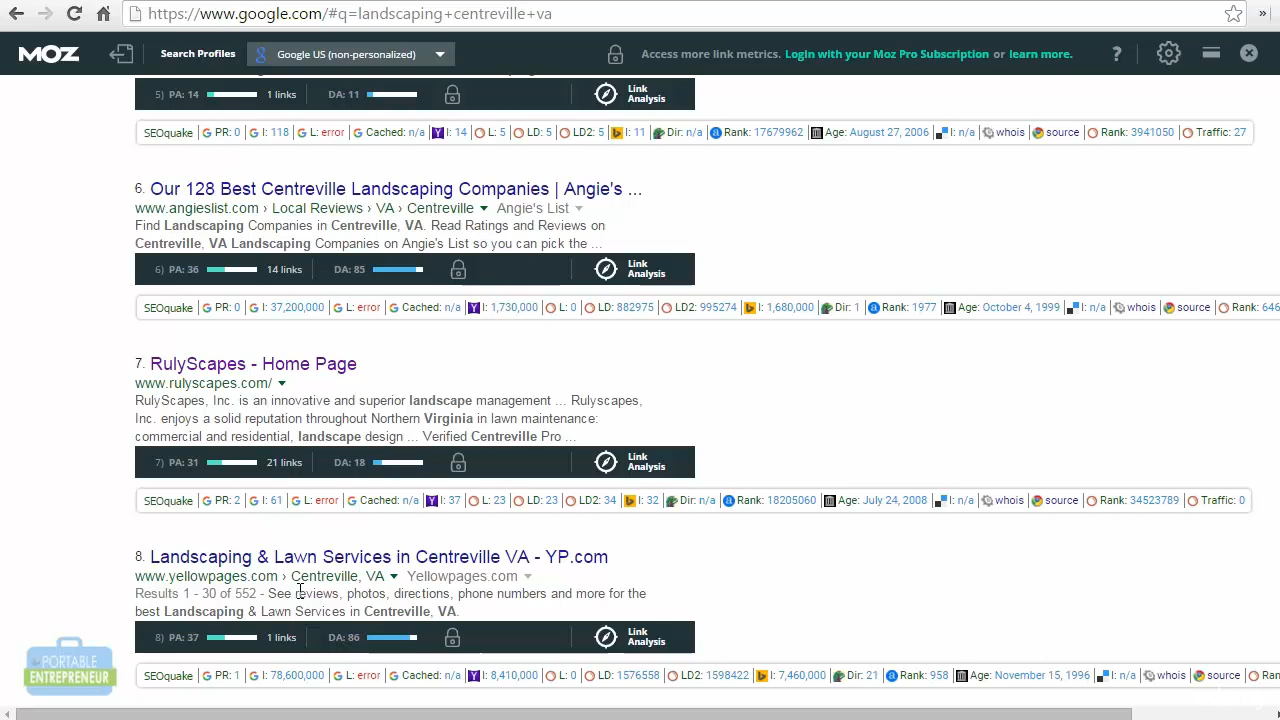 https://www.google.com/#q=landscaping+centreville+va
MOZ Search Profiles Google US (non-personalized) Access more link metrics. Login with your Moz Pro Subscription or learn more. ?
5) PA: 14 1 links DA: 11 Link Analysis
SEOquake PR: 0 I: 118 L: error Cached: n/a I: 14 L: 5 LD: 5 LD2: 5 I: 11 Dir: n/a Rank: 17679962 Age: August 27, 2006 I: n/a whois source Rank: 3941050 Traffic: 27
6. Our 128 Best Centreville Landscaping Companies | Angie's ...
www.angieslist.com › Local Reviews › VA › Centreville Angie's List
Find Landscaping Companies in Centreville, VA. Read Ratings and Reviews on
Centreville, VA Landscaping Companies on Angie's List so you can pick the ...
6) PA: 36 14 links DA: 85 Link Analysis
SEOquake PR: 0 I: 37,200,000 L: error Cached: n/a I: 1,730,000 L: 0 LD: 882975 LD2: 995274 I: 1,680,000 Dir: 1 Rank: 1977 Age: October 4, 1999 I: n/a whois source Rank: 646
7. RulyScapes - Home Page
www.rulyscapes.com/
RulyScapes, Inc. is an innovative and superior landscape management ... Rulyscapes,
Inc. enjoys a solid reputation throughout Northern Virginia in lawn maintenance:
commercial and residential, landscape design ... Verified Centreville Pro ...
7) PA: 31 21 links DA: 18 Link Analysis
SEOquake PR: 2 I: 61 L: error Cached: n/a I: 37 L: 23 LD: 23 LD2: 34 I: 32 Dir: n/a Rank: 18205060 Age: July 24, 2008 I: n/a whois source Rank: 34523789 Traffic: 0
8. Landscaping & Lawn Services in Centreville VA - YP.com
www.yellowpages.com › Centreville, VA Yellowpages.com
Results 1 - 30 of 552 - See reviews, photos, directions, phone numbers and more for the
best Landscaping & Lawn Services in Centreville, VA.
8) PA: 37 1 links DA: 86 Link Analysis
SEOquake PR: 1 I: 78,600,000 L: error Cached: n/a I: 8,410,000 L: 0 LD: 1576558 LD2: 1598422 I: 7,460,000 Dir: 21 Rank: 958 Age: November 15, 1996 I: n/a whois source Ran
PORTABLE
ENTREPRENEUR